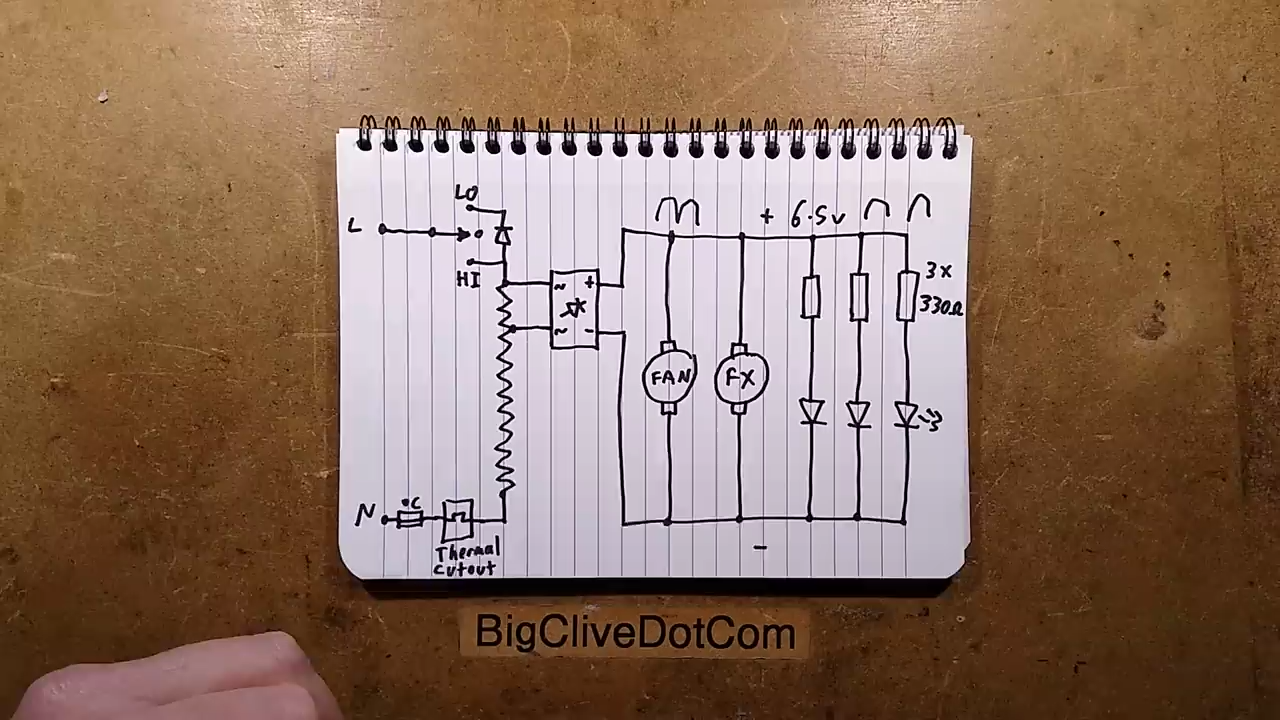 LO
L
HI
+ 6.5v
3x
330Ω
~ +
~ -
FAN
FX
N
°C
Thermal
cutout
-
BigCliveDotCom